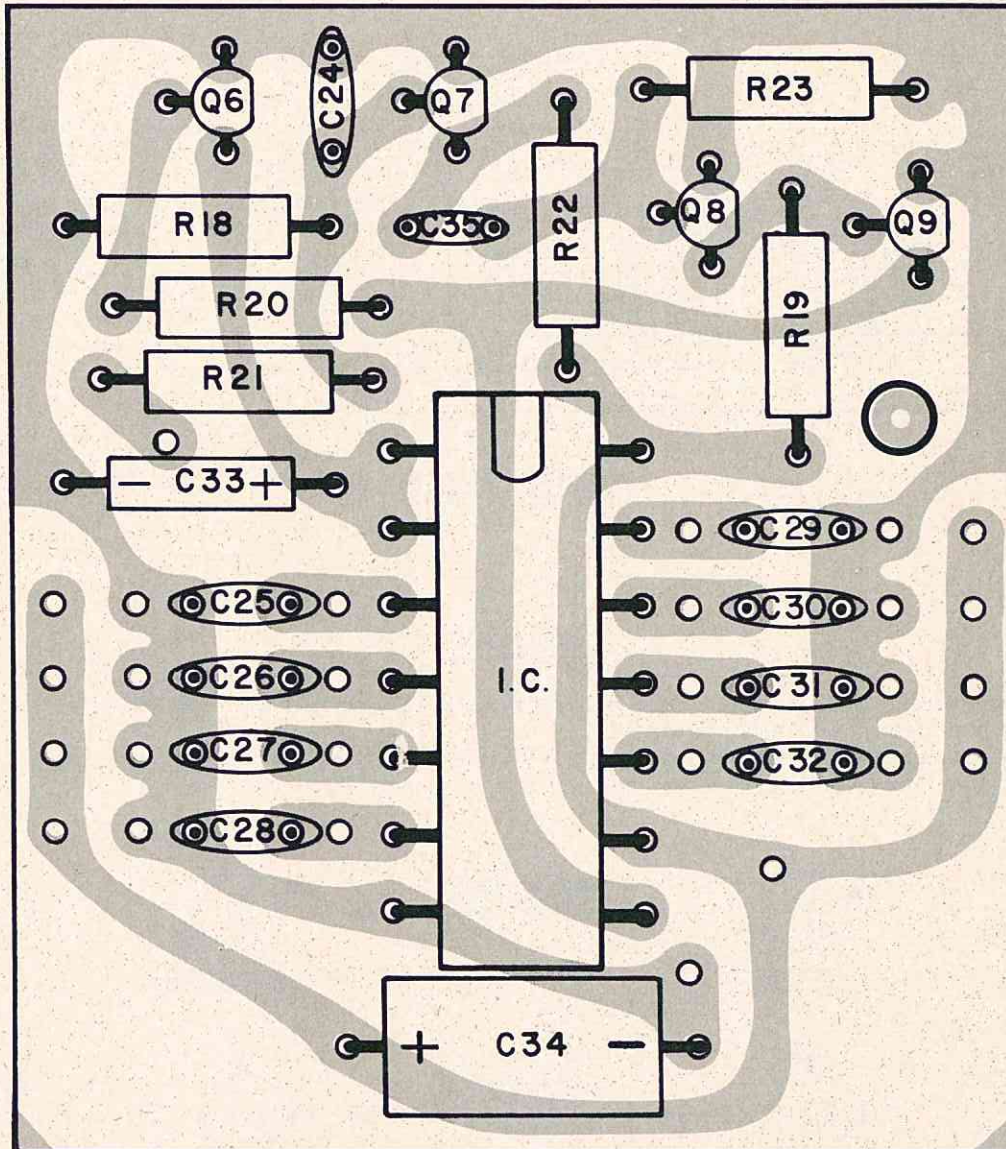 Q6
C24
Q7
R23
R18
C35
R22
Q8
Q9
R20
R19
R21
- C33 +
C29
C25
C30
C26
I.C.
C31
C27
C32
C28
+ C34 -